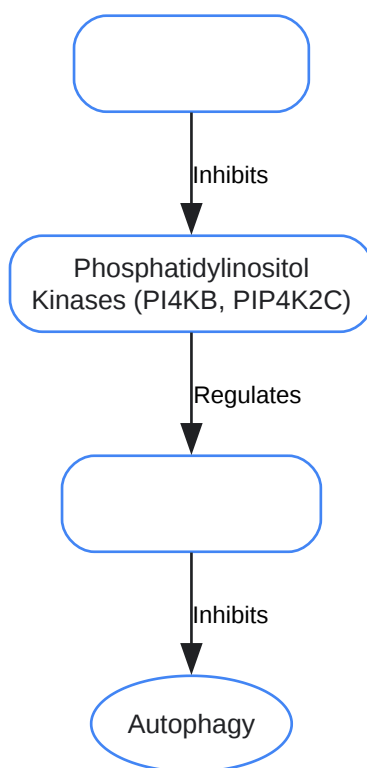 Inhibits
Phosphatidylinositol
Kinases (PI4KB, PIP4K2C)
Regulates
Inhibits
Autophagy